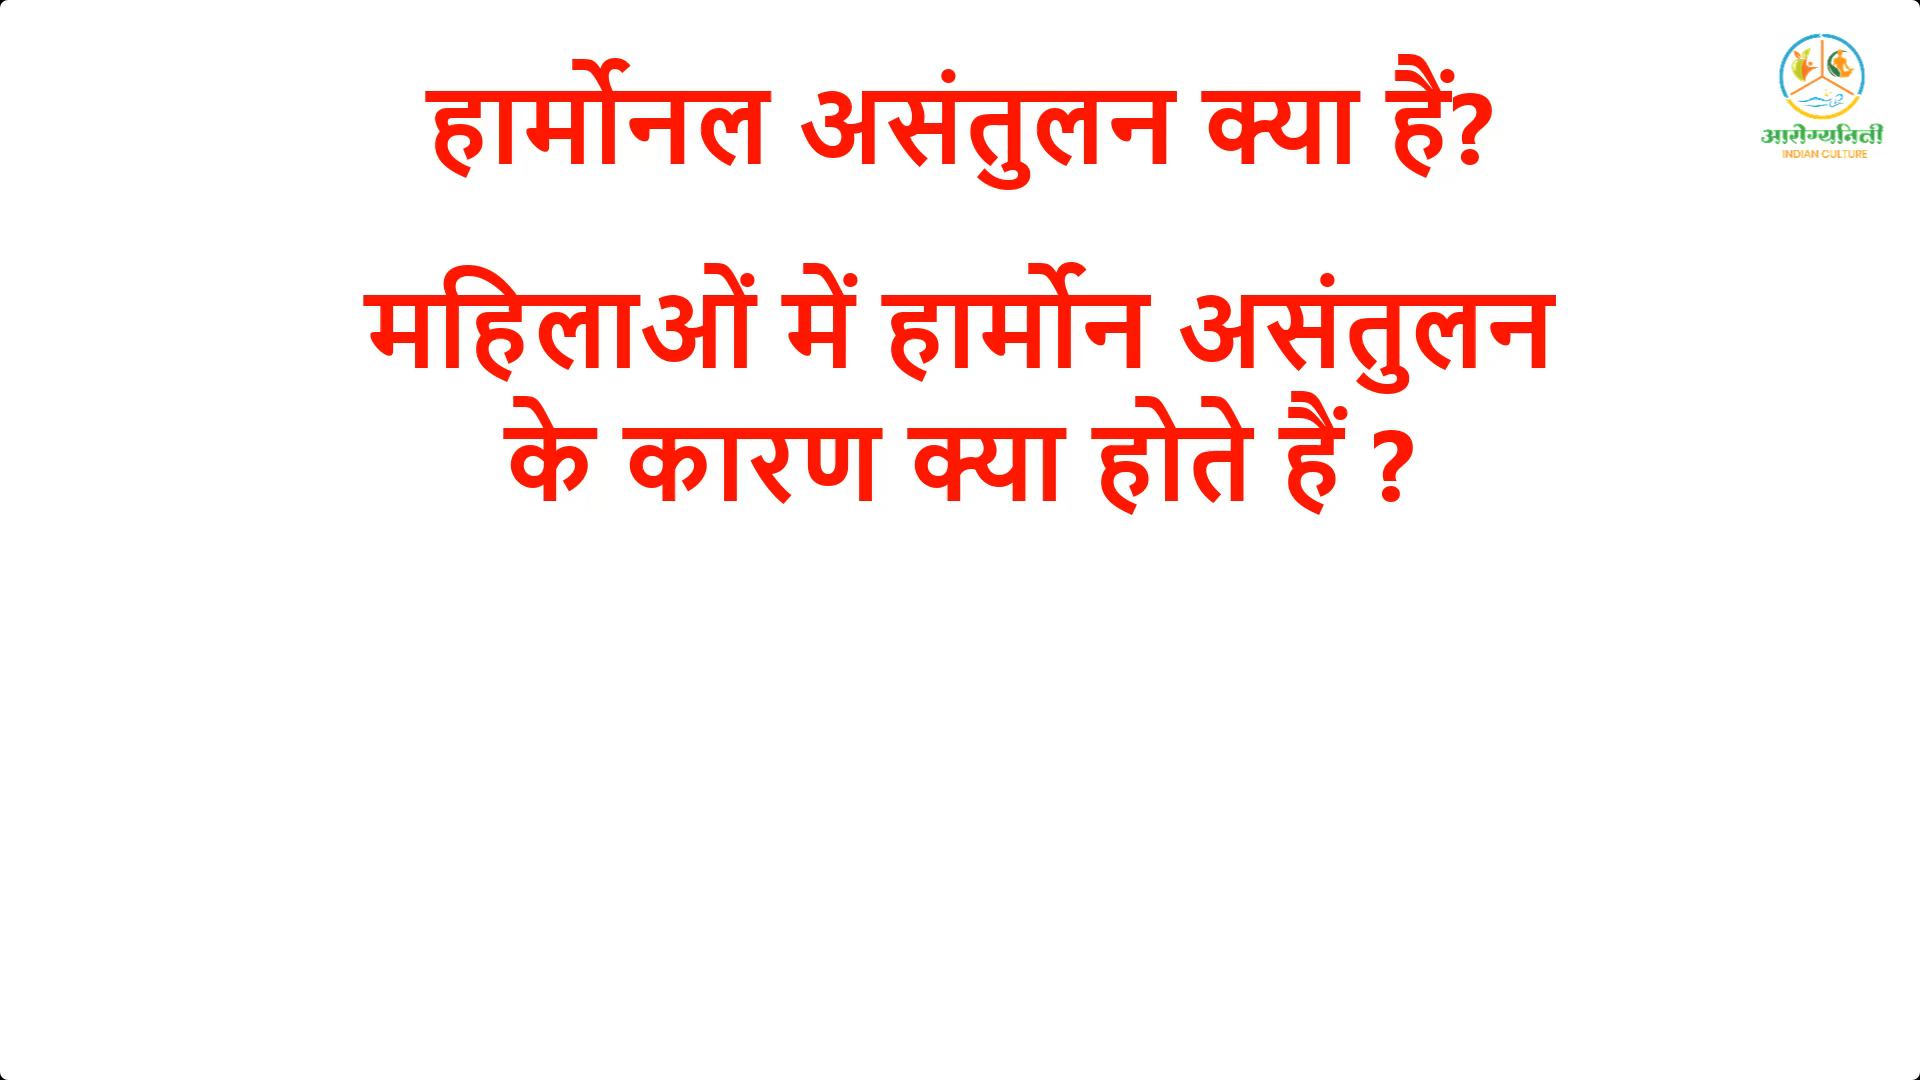 हार्मोनल असंतुलन क्या हैं?
आरोग्यनिती
INDIAN CULTURE
महिलाओं में हार्मोन असंतुलन
के कारण क्या होते हैं ?